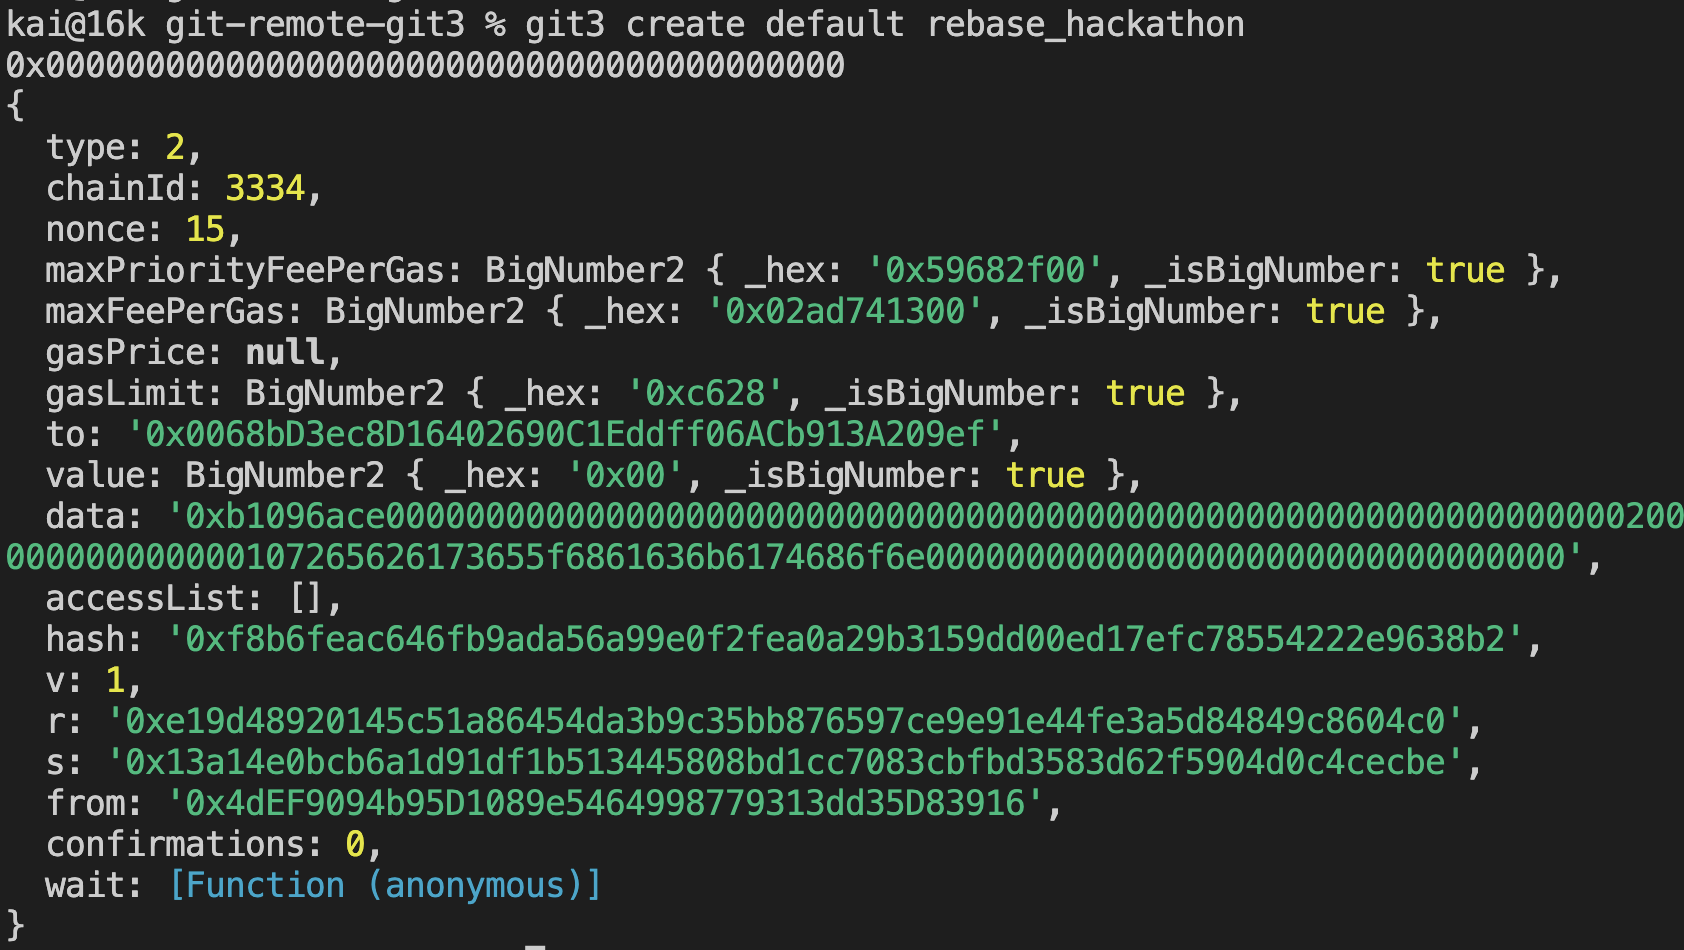 kai@16k git-remote-git3 % git3 create default rebase_hackathon
0x0000000000000000000000000000000000000000
{
  type: 2,
  chainId: 3334,
  nonce: 15,
  maxPriorityFeePerGas: BigNumber2 { _hex: '0x59682f00', _isBigNumber: true },
  maxFeePerGas: BigNumber2 { _hex: '0x02ad741300', _isBigNumber: true },
  gasPrice: null,
  gasLimit: BigNumber2 { _hex: '0xc628', _isBigNumber: true },
  to: '0x0068bD3ec8D16402690C1Eddff06ACb913A209ef',
  value: BigNumber2 { _hex: '0x00', _isBigNumber: true },
  data: '0xb1096ace00000000000000000000000000000000000000000000000000000000000000200
000000000000107265626173655f6861636b6174686f6e00000000000000000000000000000000',
  accessList: [],
  hash: '0xf8b6feac646fb9ada56a99e0f2fea0a29b3159dd00ed17efc78554222e9638b2',
  v: 1,
  r: '0xe19d48920145c51a86454da3b9c35bb876597ce9e91e44fe3a5d84849c8604c0',
  s: '0x13a14e0bcb6a1d91df1b513445808bd1cc7083cbfbd3583d62f5904d0c4cecbe',
  from: '0x4dEF9094b95D1089e5464998779313dd35D83916',
  confirmations: 0,
  wait: [Function (anonymous)]
}